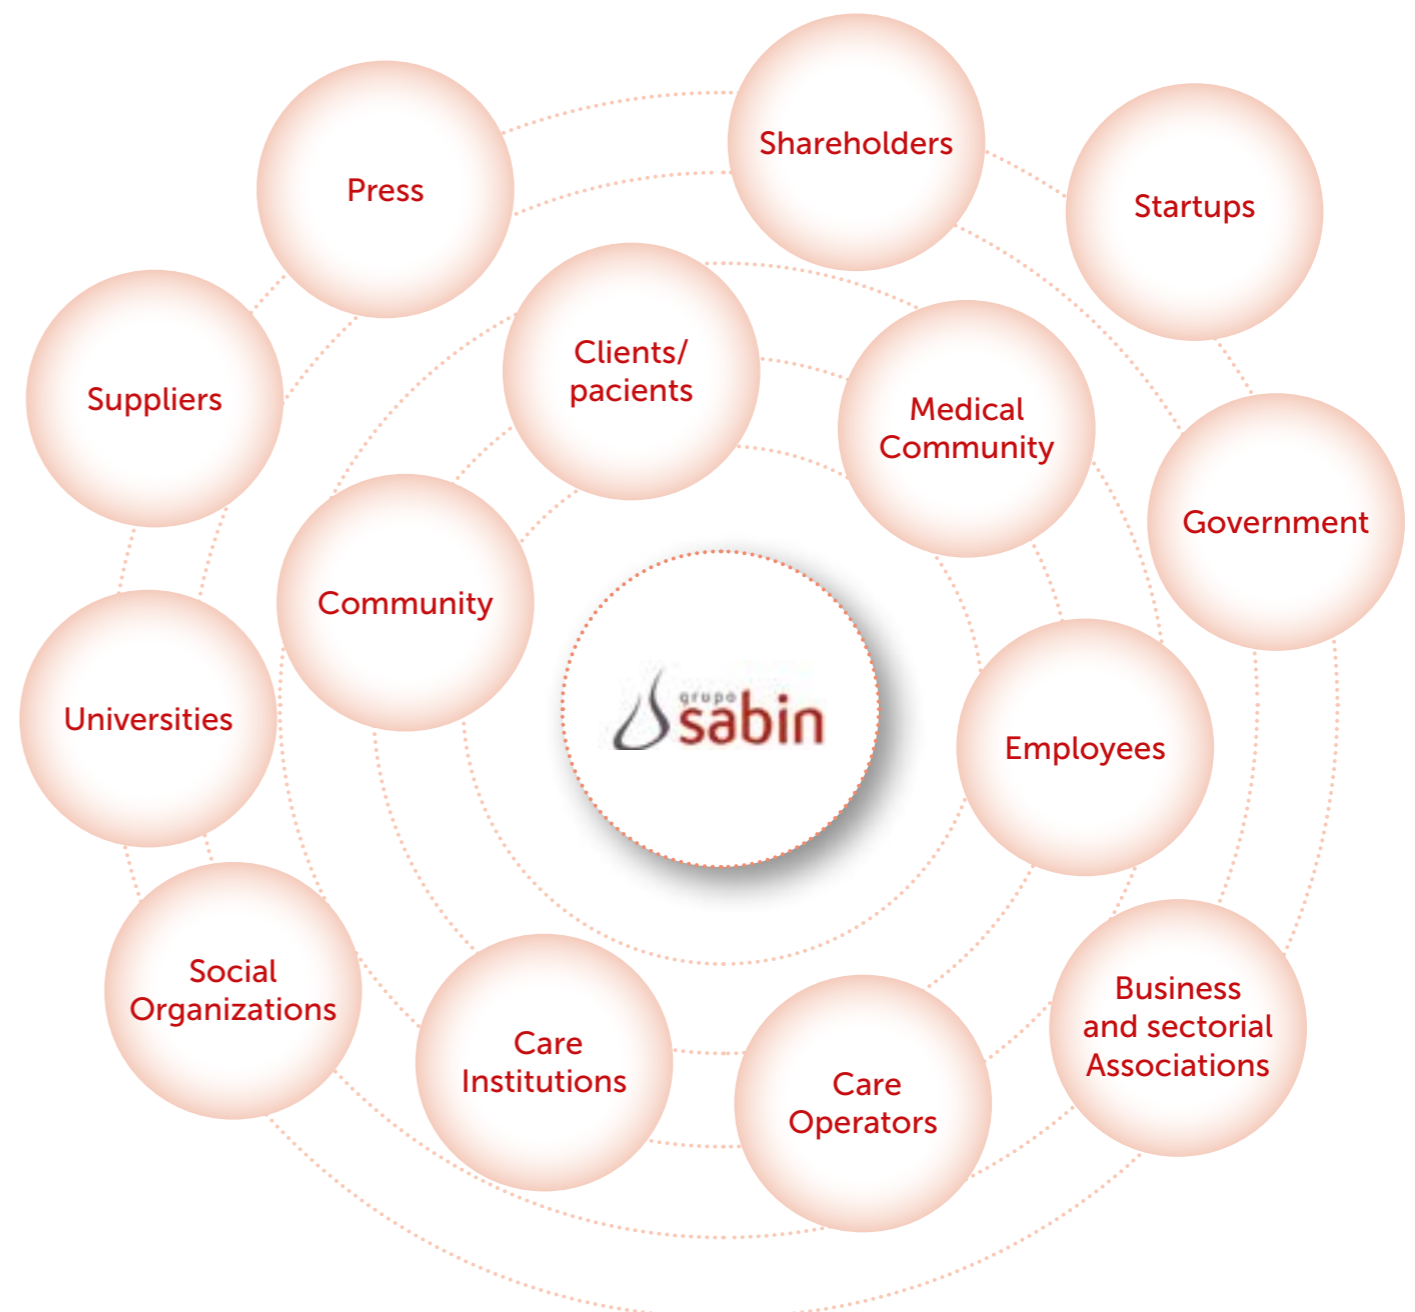 Shareholders
Press
Startups
Clients/
pacients
Suppliers
Medical
Community
Government
Community
grupo
sabin
Universities
Employees
Social
Organizations
Business
and sectorial
Associations
Care
Institutions
Care
Operators